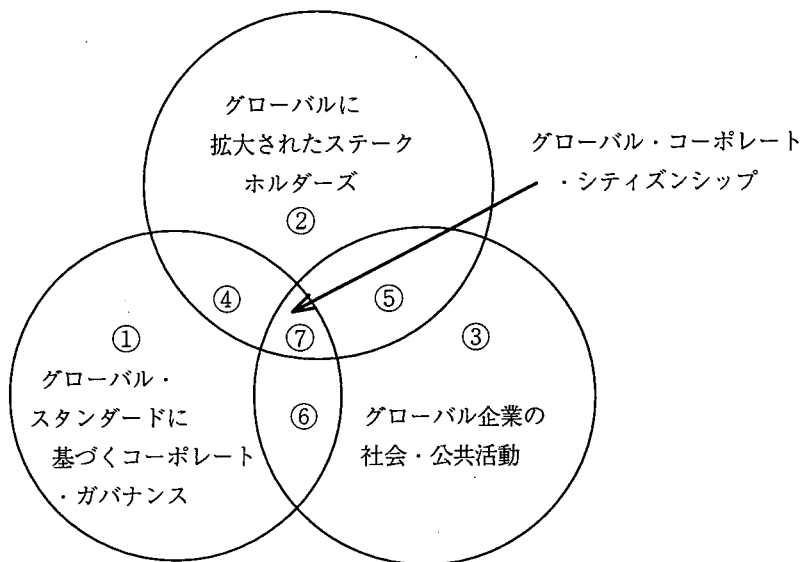 グローバルに
拡大されたステーク
ホルダーズ
②
グローバル・コーポレート
・シティズンシップ
④
⑤
⑦
①
③
グローバル・
スタンダードに
基づくコーポレート
・ガバナンス
⑥
グローバル企業の
社会・公共活動